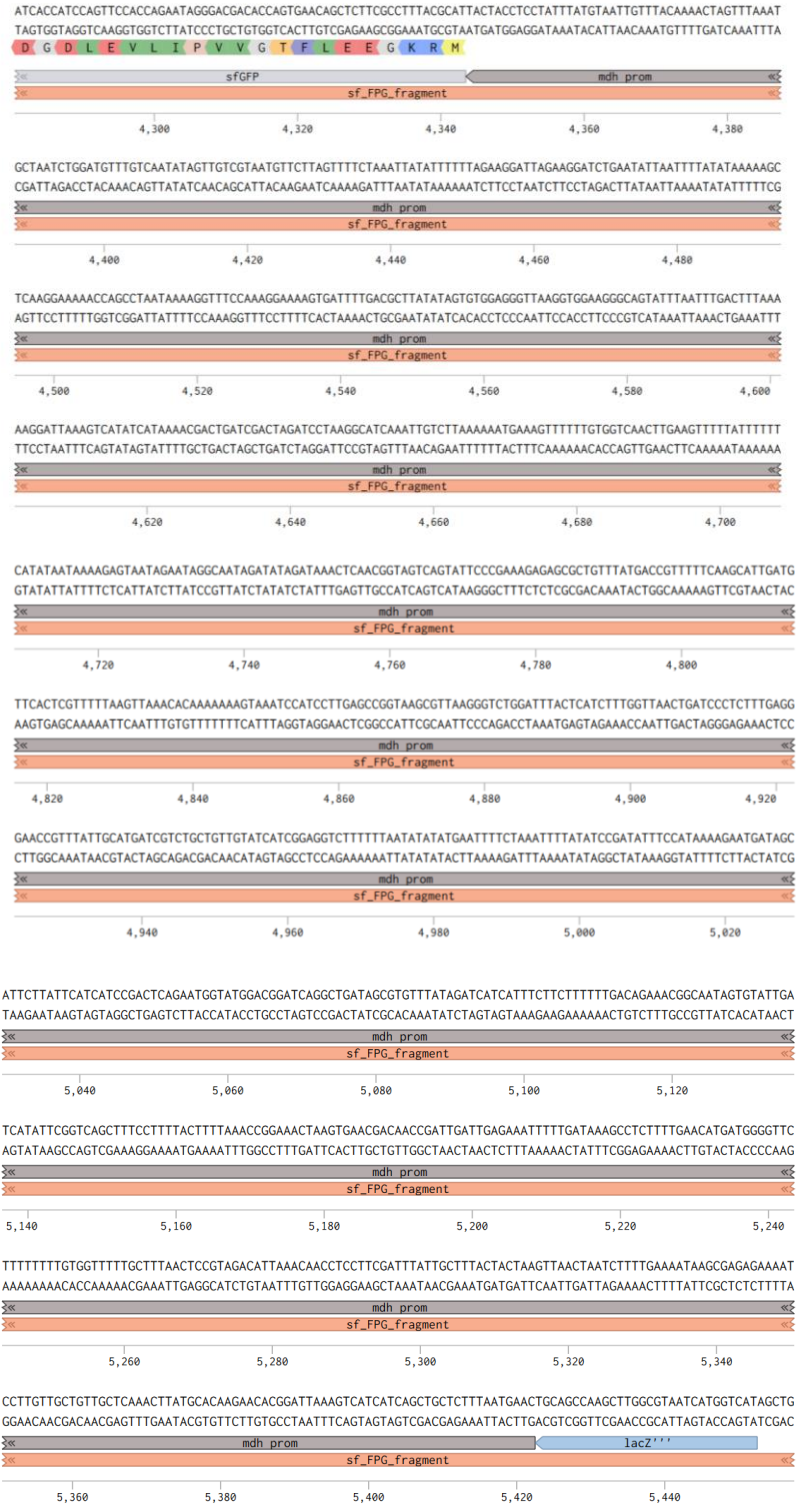 ATCACCATCCAGTTCCACCAGAATAGGGACGACACCAGTGAACAGCTCTTCGCCTTTACGCATTACTACCTCCTATTTATGTAATTGTTTACAAAACTAGTTTAAAT
TAGTGGTAGGTCAAGGTGGTCTTATCCCTGCTGTGGTCACTTGTCGAGAAGCGGAAATGCGTAATGATGGAGGATAAATACATTAACAAATGTTTTGATCAAATTTA
D G D L E V L I P V V G T F L E E G K R M
sfGFP mdh prom
sf_FPG_fragment
4,300 4,320 4,340 4,360 4,380
GCTAATCTGGATGTTTGTCAATATAGTTGTCGTAATGTTCTTAGTTTTCTAAATTATATTTTTTAGAAGGATTAGAAGGATCTGAATATTAATTTTATATAAAAAGC
CGATTAGACCTACAAACAGTTATATCAACAGCATTACAAGAATCAAAAGATTTAATATAAAAAATCTTCCTAATCTTCCTAGACTTATAATTAAAATATATTTTTCG
mdh prom
sf_FPG_fragment
4,400 4,420 4,440 4,460 4,480
TCAAGGAAAAACCAGCCTAATAAAAGGTTTCCAAAGGAAAAGTGATTTTGACGCTTATATAGTGTGGAGGGTTAAGGTGGAAGGGCAGTATTTAATTTGACTTTAAA
AGTTCCTTTTTGGTCGGATTATTTTCCAAAGGTTTCCTTTTCACTAAAACTGCGAATATATCACACCTCCCAATTCCACCTTCCCGTCATAAATTAAACTGAAATTT
mdh prom
sf_FPG_fragment
4,500 4,520 4,540 4,560 4,580 4,600
AAGGATTAAAGTCATATCATAAAACGACTGATCGACTAGATCCTAAGGCATCAAATTGTCTTAAAAAATGAAAGTTTTTTGTGGTCAACTTGAAGTTTTTATTTTTT
TTCCTAATTTCAGTATAGTATTTTGCTGACTAGCTGATCTAGGATTCCGTAGTTTAACAGAATTTTTTACTTTCAAAAAACACCAGTTGAACTTCAAAAATAAAAAA
mdh prom
sf_FPG_fragment
4,620 4,640 4,660 4,680 4,700
CATATAATAAAAGAGTAATAGAATAGGCAATAGATATAGATAAACTCAACGGTAGTCAGTATTCCCGAAAGAGAGCGCTGTTTATGACCGTTTTTCAAGCATTGATG
GTATATTATTTTCTCATTATCTTATCCGTTATCTATATCTATTTGAGTTGCCATCAGTCATAAGGGCTTTCTCTCGCGACAAATACTGGCAAAAAGTTCGTAACTAC
mdh prom
sf_FPG_fragment
4,720 4,740 4,760 4,780 4,800
TTCACTCGTTTTTAAGTTAAACACAAAAAAAGTAAATCCATCCTTGAGCCGGTAAGCGTTAAGGGTCTGGATTTACTCATCTTTGGTTAACTGATCCCTCTTTGAGG
AAGTGAGCAAAAATTCAATTTGTGTTTTTTTCATTTAGGTAGGAACTCGGCCATTCGCAATTCCCAGACCTAAATGAGTAGAAACCAATTGACTAGGGAGAAACTCC
mdh prom
sf_FPG_fragment
4,820 4,840 4,860 4,880 4,900 4,920
GAACCGTTTATTGCATGATCGTCTGCTGTTGTATCATCGGAGGTCTTTTTTAATATATATGAATTTTCTAAATTTTATATCCGATATTTCCATAAAAGAATGATAGC
CTTGGCAAATAACGTACTAGCAGACGACAACATAGTAGCCTCCAGAAAAAATTATATATACTTAAAAGATTTAAAATATAGGCTATAAAGGTATTTTCTTACTATCG
mdh prom
sf_FPG_fragment
4,940 4,960 4,980 5,000 5,020
ATTCTTATTCATCATCCGACTCAGAATGGTATGGACGGATCAGGCTGATAGCGTGTTTATAGATCATCATTTCTTCTTTTTTGACAGAAACGGCAATAGTGTATTGA
TAAGAATAAGTAGTAGGCTGAGTCTTACCATACCTGCCTAGTCCGACTATCGCACAAATATCTAGTAGTAAAGAAGAAAAAACTGTCTTTGCCGTTATCACATAACT
mdh prom
sf_FPG_fragment
5,040 5,060 5,080 5,100 5,120
TCATATTCGGTCAGCTTTCCTTTTACTTTTAAACCGGAAACTAAGTGAACGACAACCGATTGATTGAGAAATTTTTGATAAAGCCTCTTTTGAACATGATGGGGTTC
AGTATAAGCCAGTCGAAAGGAAAATGAAAATTTGGCCTTTGATTCACTTGCTGTTGGCTAACTAACTCTTTAAAAACTATTTCGGAGAAAACTTGTACTACCCCAAG
mdh prom
sf_FPG_fragment
5,140 5,160 5,180 5,200 5,220 5,240
TTTTTTTTGTGGTTTTTGCTTTAACTCCGTAGACATTAAACAACCTCCTTCGATTTATTGCTTTACTACTAAGTTAACTAATCTTTTGAAAATAAGCGAGAGAAAAT
AAAAAAAACACCAAAAACGAAATTGAGGCATCTGTAATTTGTTGGAGGAAGCTAAATAACGAAATGATGATTCAATTGATTAGAAAACTTTTATTCGCTCTCTTTTA
mdh prom
sf_FPG_fragment
5,260 5,280 5,300 5,320 5,340
CCTTGTTGCTGTTGCTCAAACTTATGCACAAGAACACGGATTAAAGTCATCATCAGCTGCTCTTTAATGAACTGCAGCCAAGCTTGGCGTAATCATGGTCATAGCTG
GGAACAACGACAACGAGTTTGAATACGTGTTCTTGTGCCTAATTTCAGTAGTAGTCGACGAGAAATTACTTGACGTCGGTTCGAACCGCATTAGTACCAGTATCGAC
mdh prom lacZ'''
sf_FPG_fragment
5,360 5,380 5,400 5,420 5,440